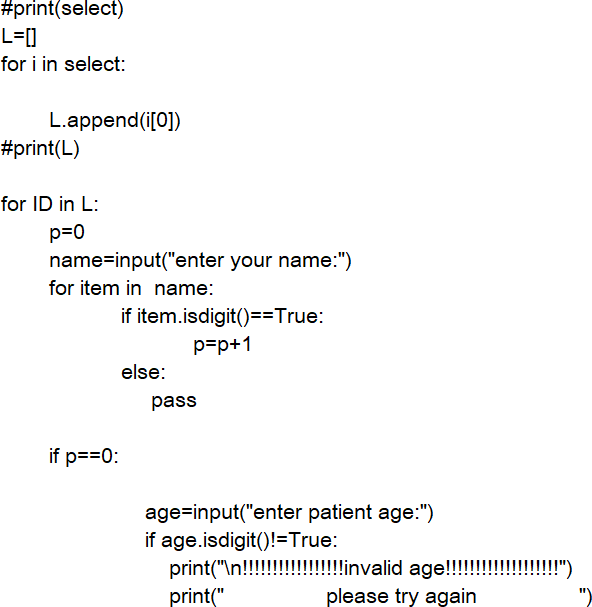 #print(select)
L=[]
for i in select:
L.append(i[0])
#print(L)
for ID in L:
p=0
name=input("enter your name:")
for item in  name:
if item.isdigit()==True:
p=p+1
else:
pass
if p==0:
age=input("enter patient age:")
if age.isdigit()!=True:
print("\n!!!!!!!!!!!!!!!!!invalid age!!!!!!!!!!!!!!!!!!!")
print("                 please try again                 ")